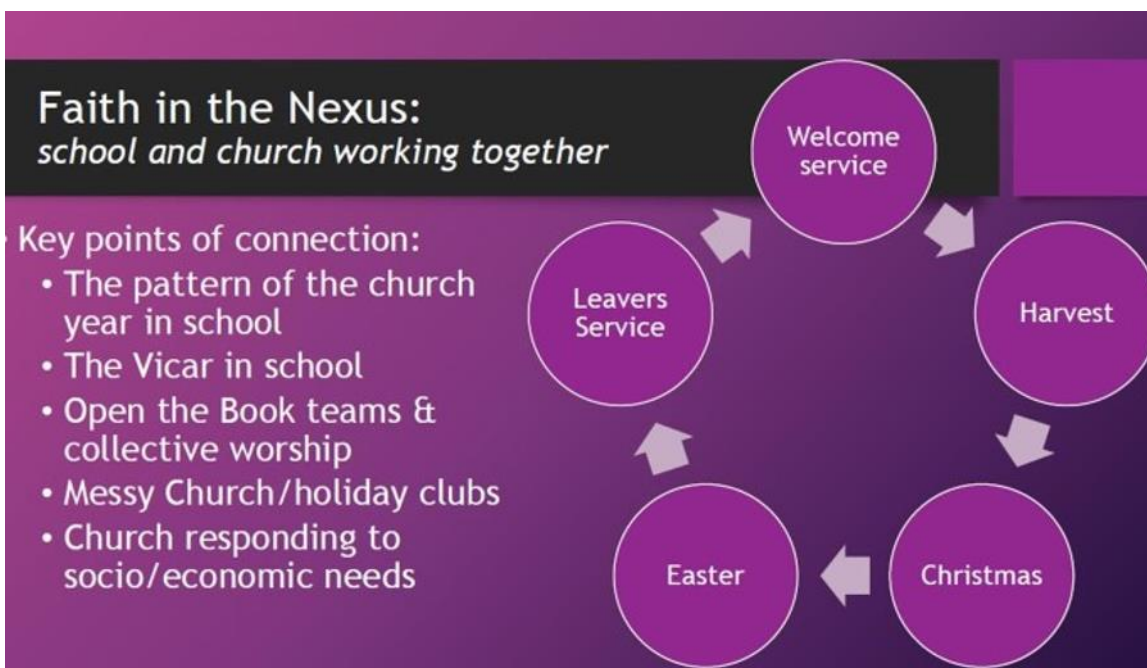 Faith in the Nexus:
school and church working together
• Key points of connection:
• The pattern of the church
year in school
• The Vicar in school
• Open the Book teams &
collective worship
• Messy Church/holiday clubs
• Church responding to
socio/economic needs
Welcome
service
Harvest
Christmas
Easter
Leavers
Service